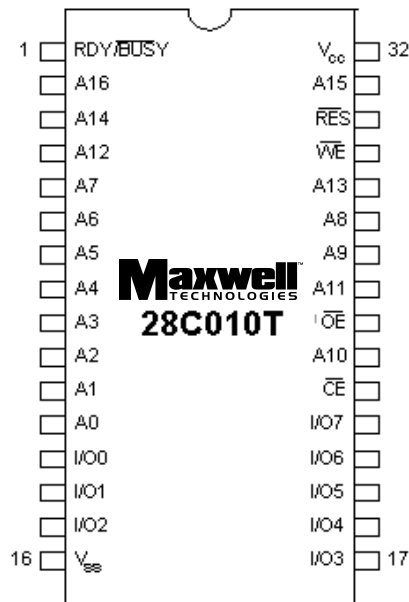 1 RDY/BUSY Vcc 32
A16 A15
A14 RES
A12 WE
A7 A13
A6 A8
A5 A9
Maxwell™
A4 A11
TECHNOLOGIES
A3 28C010T OE
A2 A10
A1 CE
A0 I/O7
I/O0 I/O6
I/O1 I/O5
I/O2 I/O4
16 Vss I/O3 17